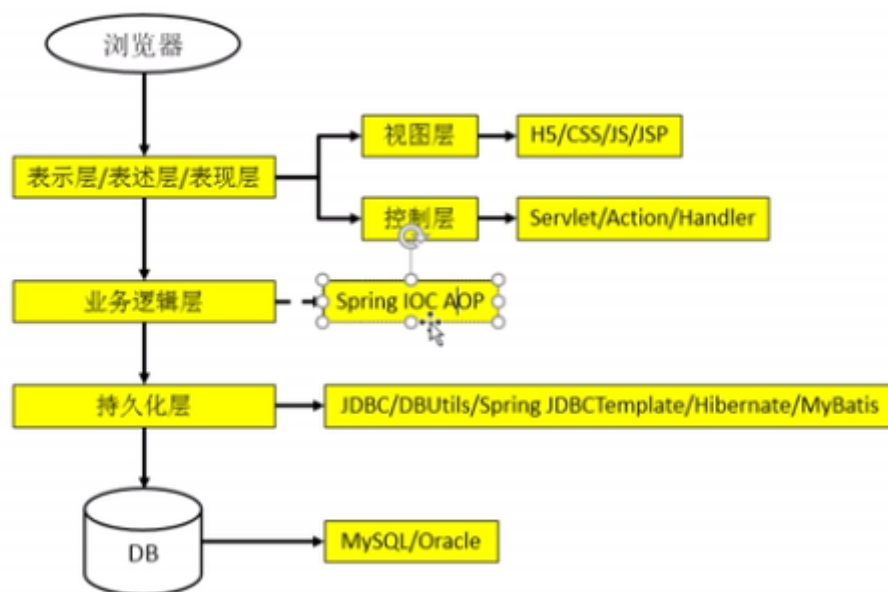 浏览器
视图层
H5/CSS/JS/JSP
表示层/表述层/表现层
控制层
Servlet/Action/Handler
业务逻辑层
Spring IOC AOP
持久化层
JDBC/DBUtils/Spring JDBCTemplate/Hibernate/MyBatis
DB
MySQL/Oracle